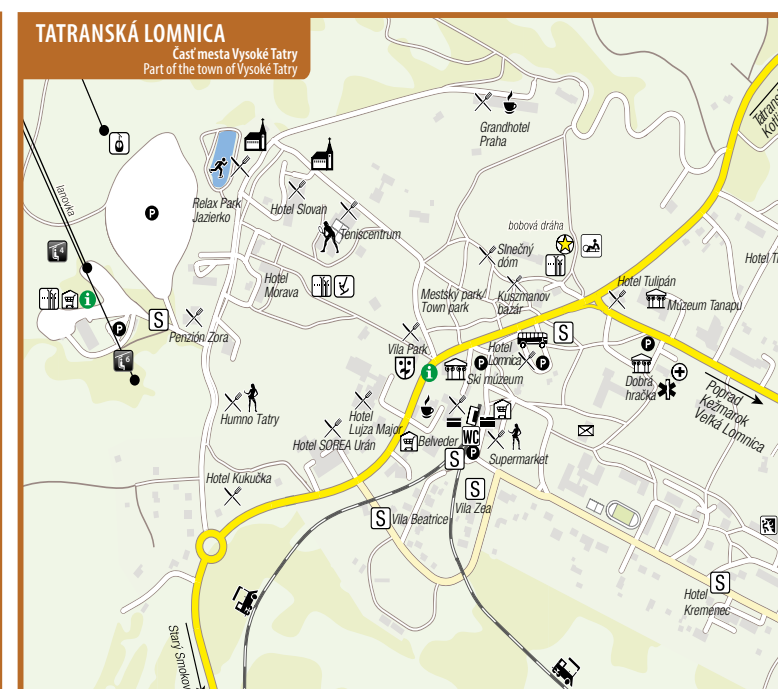 TATRANSKÁ LOMNICA
Časť mesta Vysoké Tatry
Part of the town of Vysoké Tatry
Grandhotel
Praha
lanovka
P
Relax Park
Jazierko
Hotel Slovan
Teniscentrum
bobová dráha
Slnečný
dóm
4
Hotel
Morava
Mestský park/
Town park
Kuszmanov
bazár
Hotel Tulipán
Múzeum Tanapu
i
P
S
Penzión Zora
6
Vila Park
i
Ski múzeum
P
Hotel
Lomnica
P
S
P
Dobrá
hračka
Poprad
Kežmarok
Veľká Lomnica
Humno Tatry
Hotel
Lujza Major
Hotel SOREA Urán
Belveder
WC
P
S
Supermarket
Hotel Kukučka
S
Vila Beatrice
S
Vila Zea
S
Hotel
Kremenec